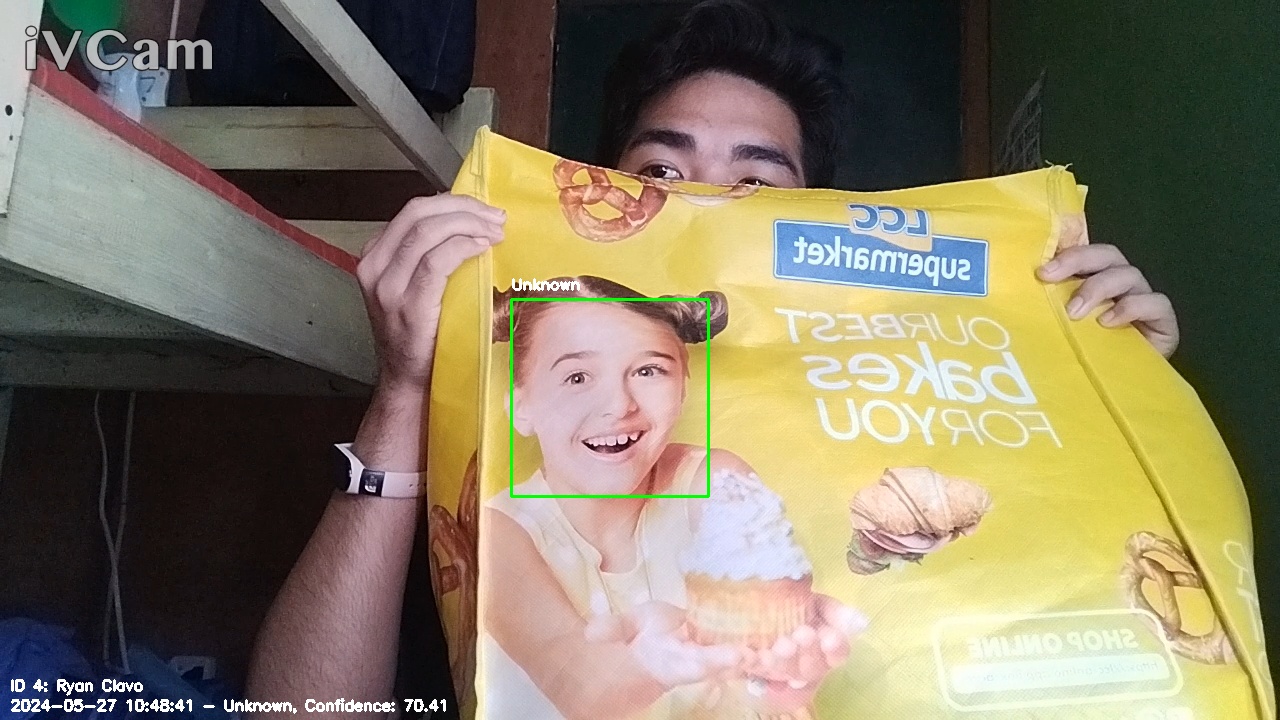 iVCam
LCC
supermarket
OUR BEST
bakes
FOR YOU
Unknown
SHOP ONLINE
ID 4: Ryan Clavo
2024-05-27 10:48:41 - Unknown, Confidence: 70.41